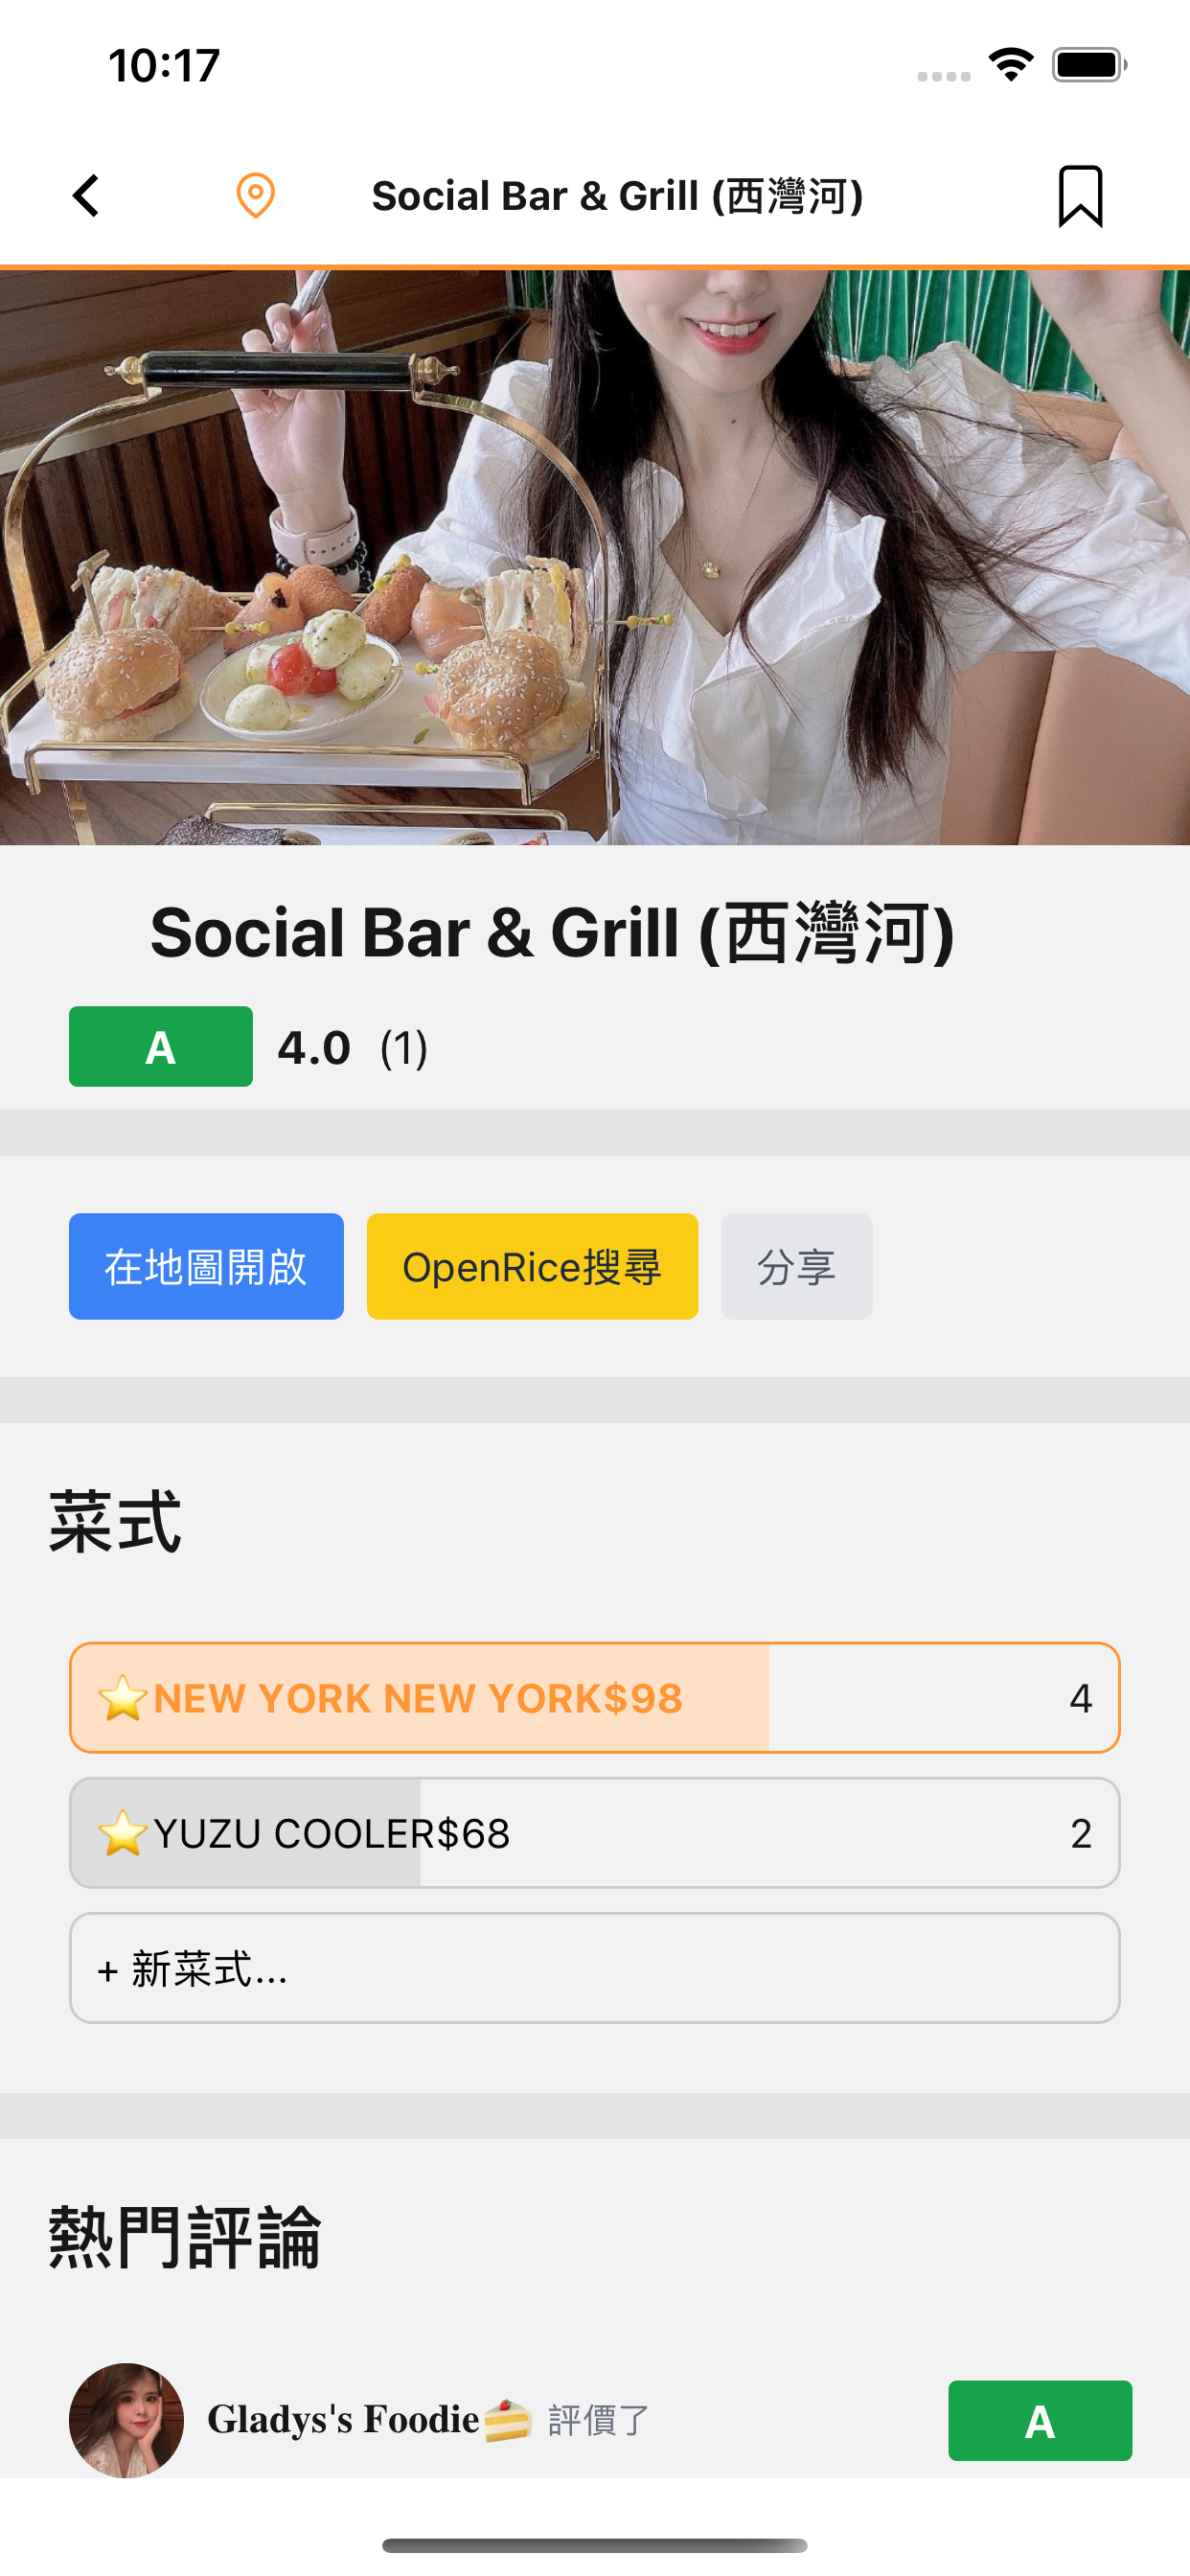 10:17
Social Bar & Grill (西灣河)
Social Bar & Grill (西灣河)
A 4.0 (1)
在地圖開啟 OpenRice搜尋 分享
菜式
⭐NEW YORK NEW YORK$98 4
⭐YUZU COOLER$68 2
+ 新菜式...
熱門評論
Gladys's Foodie🍰 評價了 A